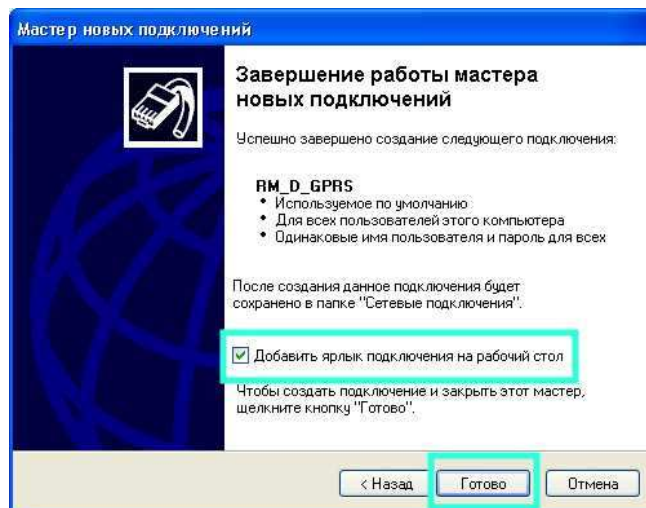 Мастер новых подключений
Завершение работы мастера
новых подключений
Успешно завершено создание следующего подключения:
RM_D_GPRS
• Используемое по умолчанию
• Для всех пользователей этого компьютера
• Одинаковые имя пользователя и пароль для всех
После создания данное подключения будет
сохранено в папке "Сетевые подключения".
Добавить ярлык подключения на рабочий стол
Чтобы создать подключение и закрыть этот мастер,
щелкните кнопку "Готово".
< Назад
Готово
Отмена